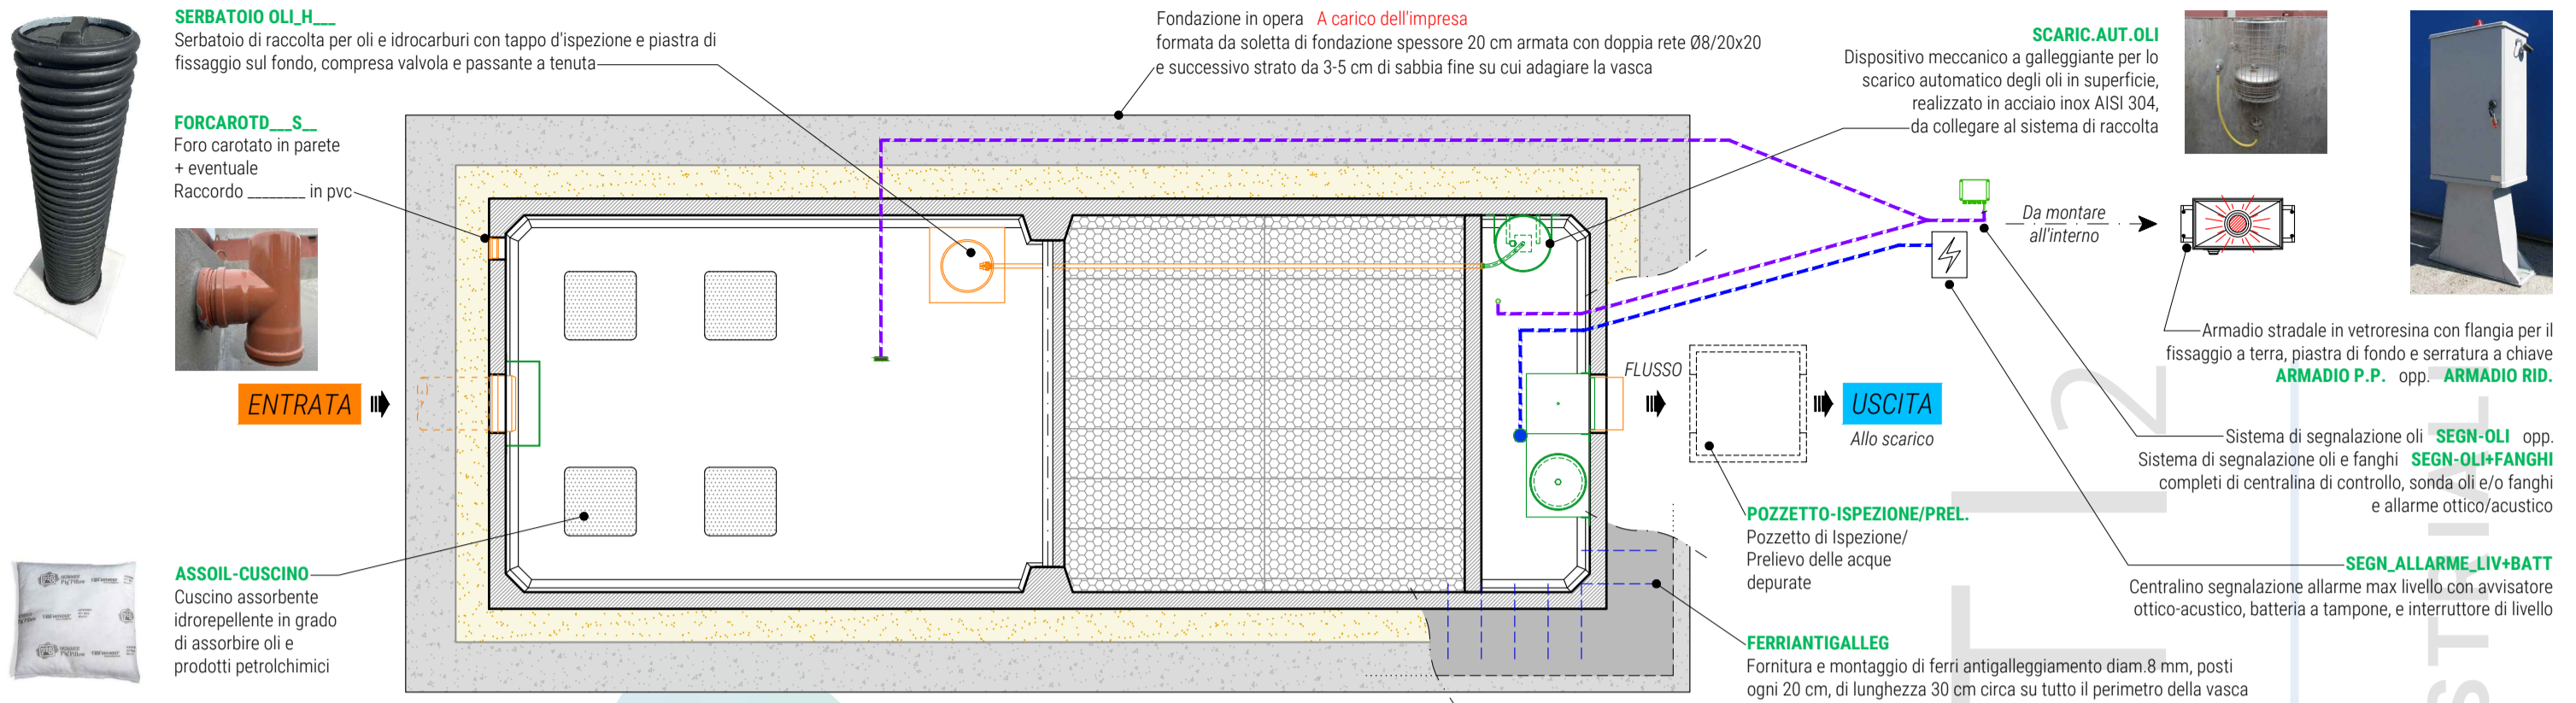 SERBATOIO OLI_H___
Serbatoio di raccolta per oli e idrocarburi con tappo d'ispezione e piastra di
fissaggio sul fondo, compresa valvola e passante a tenuta
FORCAROTD___S__
Foro carotato in parete
+ eventuale
Raccordo ________ in pvc
ENTRATA
ASSOIL-CUSCINO
Cuscino assorbente
idrorepellente in grado
di assorbire oli e
prodotti petrolchimici
Fondazione in opera A carico dell'impresa
formata da soletta di fondazione spessore 20 cm armata con doppia rete Ø8/20x20
e successivo strato da 3-5 cm di sabbia fine su cui adagiare la vasca
SCARIC.AUT.OLI
Dispositivo meccanico a galleggiante per lo
scarico automatico degli oli in superficie,
realizzato in acciaio inox AISI 304,
da collegare al sistema di raccolta
Da montare
all'interno
Armadio stradale in vetroresina con flangia per il
fissaggio a terra, piastra di fondo e serratura a chiave
ARMADIO P.P. opp. ARMADIO RID.
FLUSSO
USCITA
Allo scarico
Sistema di segnalazione oli SEGN-OLI opp.
Sistema di segnalazione oli e fanghi SEGN-OLI+FANGHI
completi di centralina di controllo, sonda oli e/o fanghi
e allarme ottico/acustico
POZZETTO-ISPEZIONE/PREL.
Pozzetto di Ispezione/
Prelievo delle acque
depurate
SEGN_ALLARME_LIV+BATT
Centralino segnalazione allarme max livello con avvisatore
ottico-acustico, batteria a tampone, e interruttore di livello
FERRIANTIGALLEG
Fornitura e montaggio di ferri antigalleggiamento diam.8 mm, posti
ogni 20 cm, di lunghezza 30 cm circa su tutto il perimetro della vasca